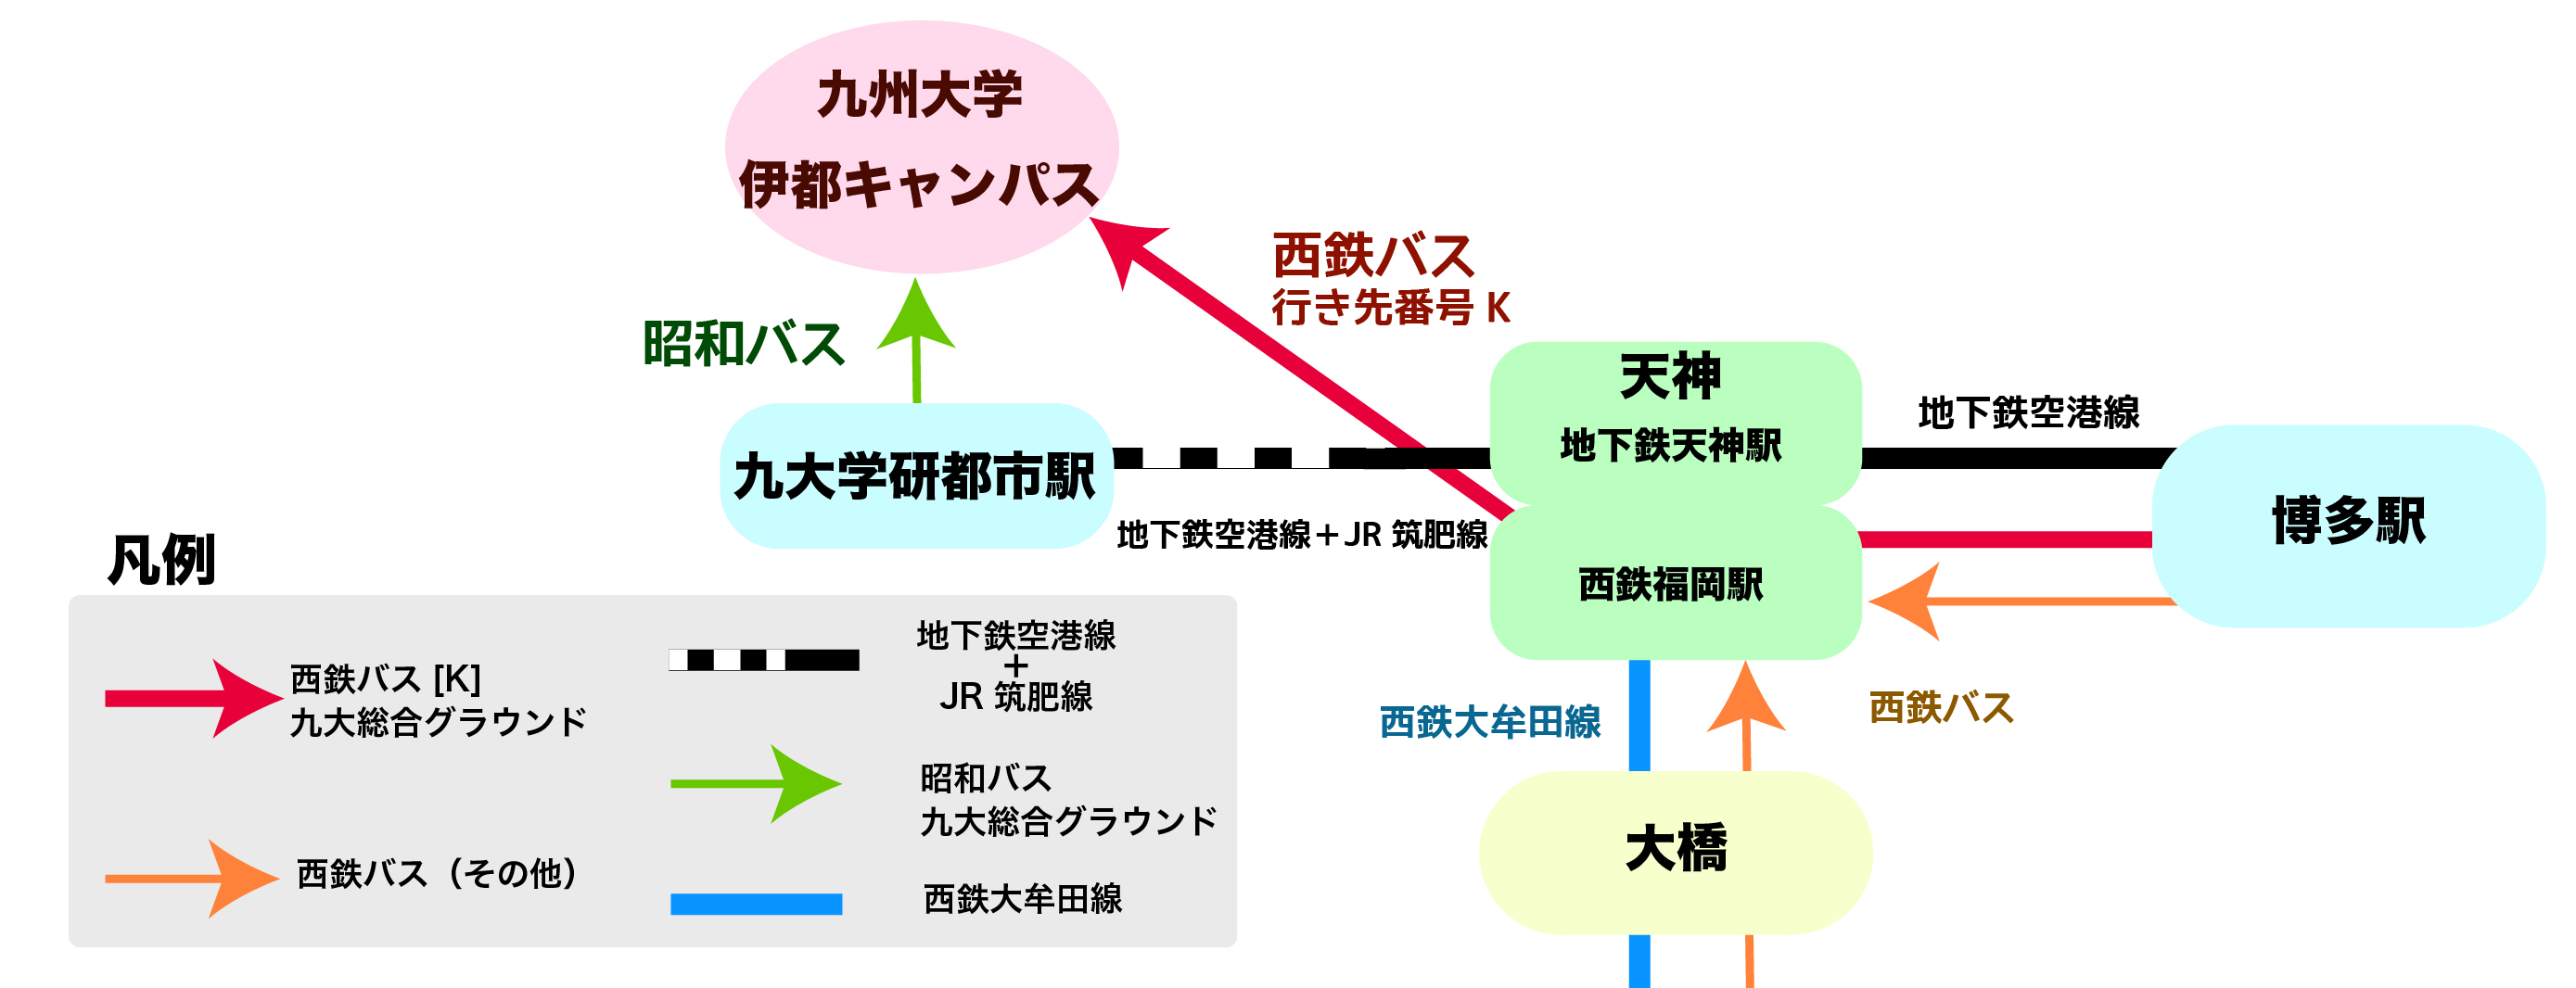 九州大学
伊都キャンパス
西鉄バス
行き先番号 K
昭和バス
天神
地下鉄天神駅
地下鉄空港線
九大学研都市駅
博多駅
地下鉄空港線＋JR 筑肥線
西鉄福岡駅
凡例
西鉄バス [K]
九大総合グラウンド
地下鉄空港線
＋
JR 筑肥線
昭和バス
九大総合グラウンド
西鉄バス（その他）
西鉄大牟田線
西鉄大牟田線
西鉄バス
大橋